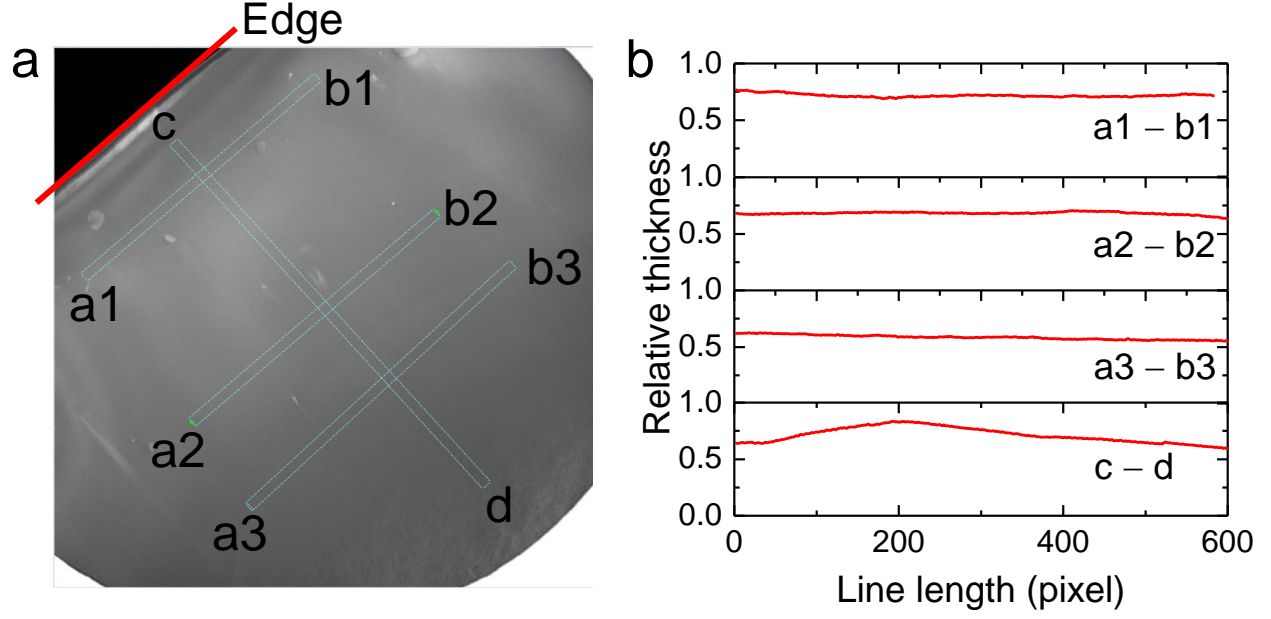 Edge
a
b1
c
b2
b3
a1
a2
d
a3
b
Relative thickness
1.0
0.5
a1 – b1
1.0
a2 – b2
0.5
1.0
0.5
a3 – b3
1.0
0.5
c – d
0.0
0 200 400 600
Line length (pixel)